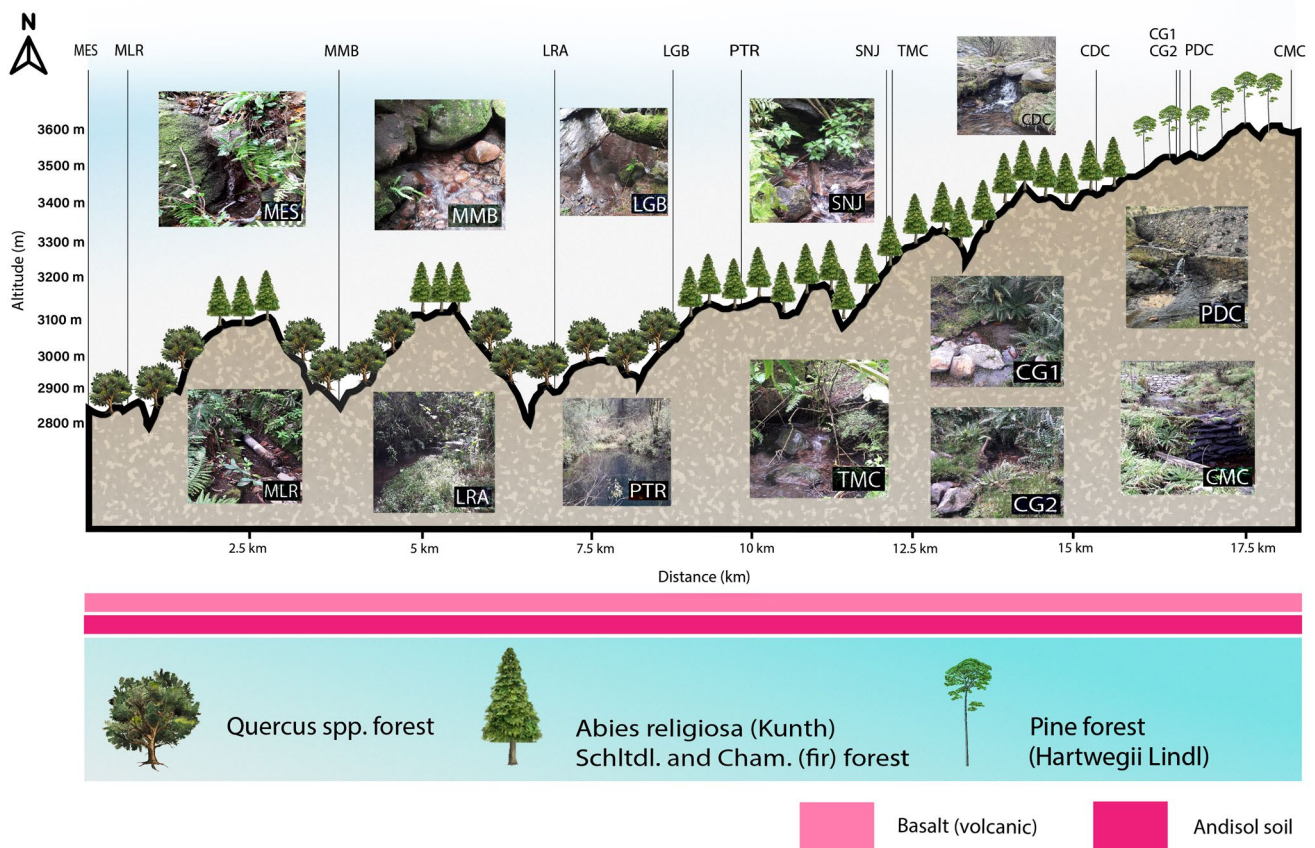 N
MES MLR MMB LRA LGB PTR SNJ TMC CDC CG1 CG2 PDC CMC
Altitude (m)
3600 m
3500 m
3400 m
3300 m
3200 m
3100 m
3000 m
2900 m
2800 m
MES
MMB
LGB
SNJ
CDC
PDC
CG1
MLR
LRA
PTR
TMC
CG2
CMC
2.5 km 5 km 7.5 km 10 km 12.5 km 15 km 17.5 km
Distance (km)
Quercus spp. forest
Abies religiosa (Kunth)
Schltdl. and Cham. (fir) forest
Pine forest
(Hartwegii Lindl)
Basalt (volcanic)
Andisol soil